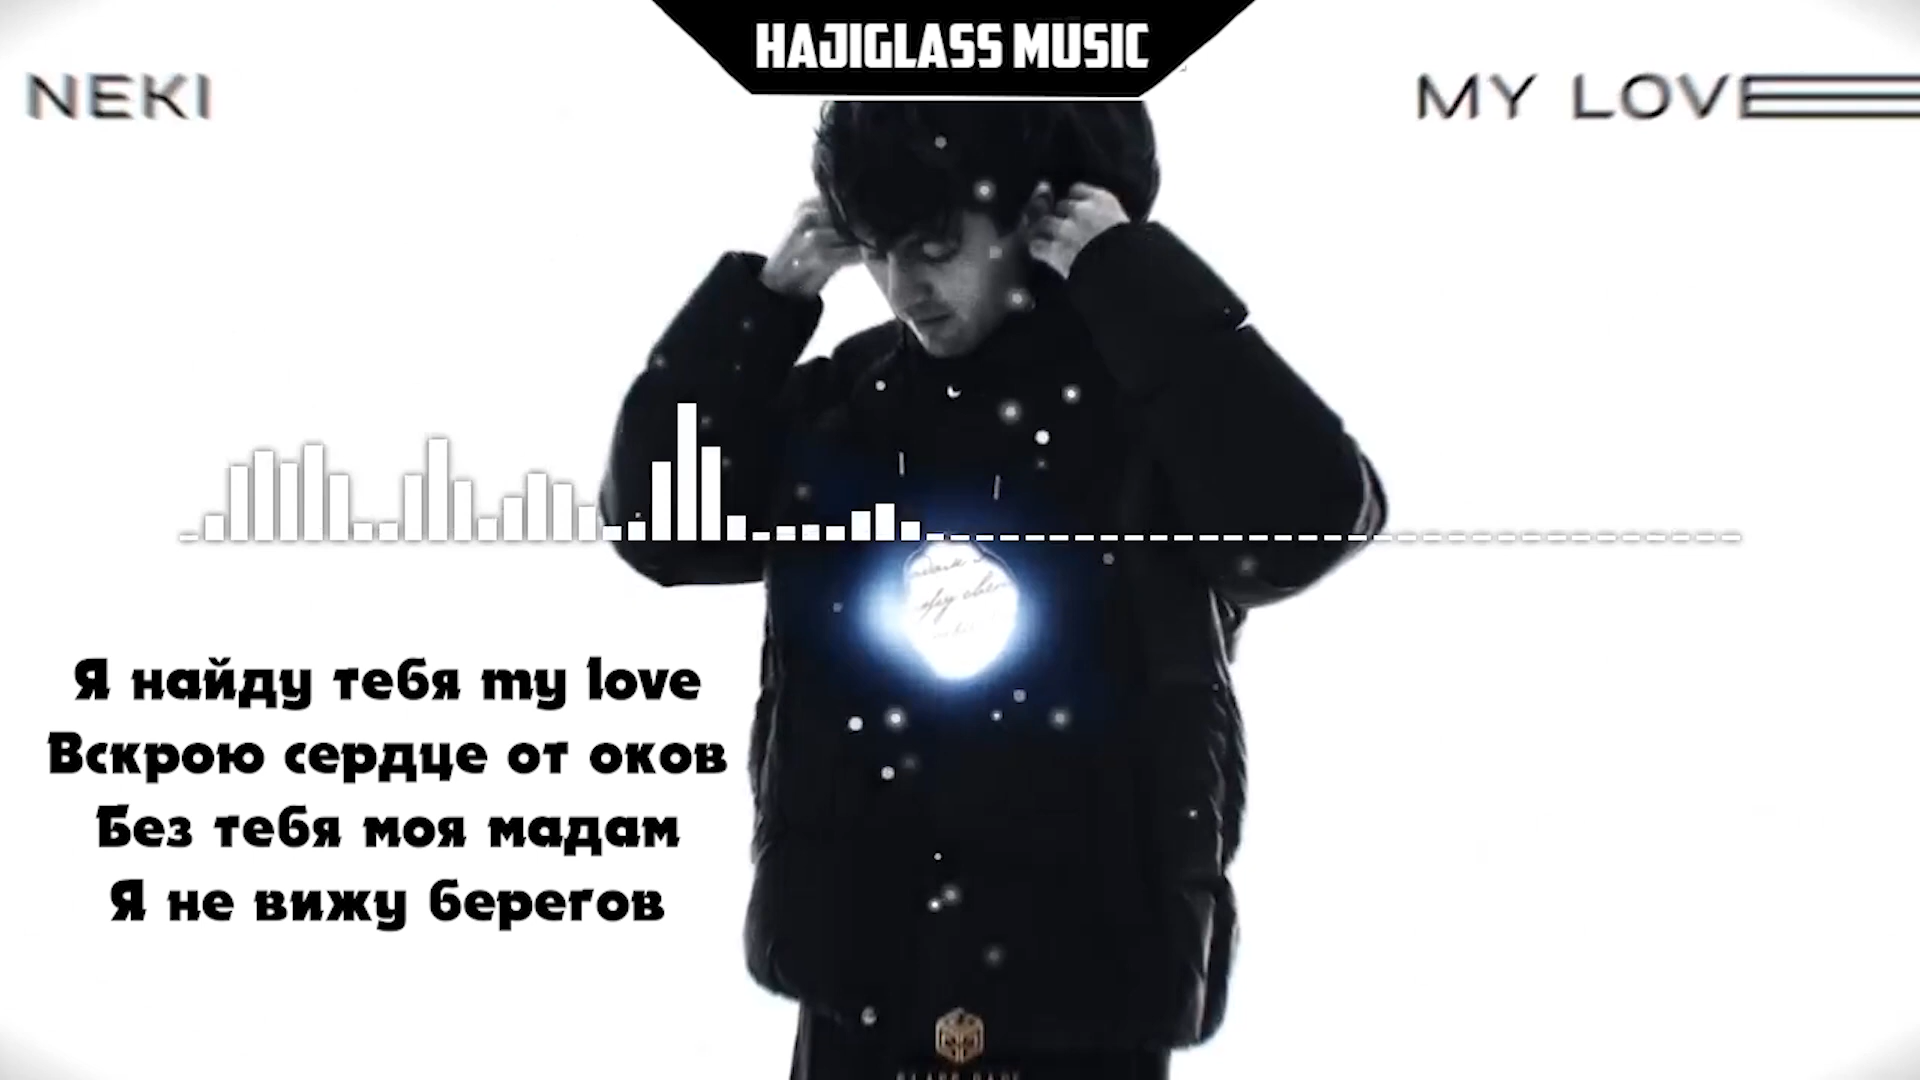 HAJIGLASS MUSIC
NEKI
MY LOVE
Я найду тебя my love
Вскрою сердце от оков
Без тебя моя мадам
Я не вижу берегов